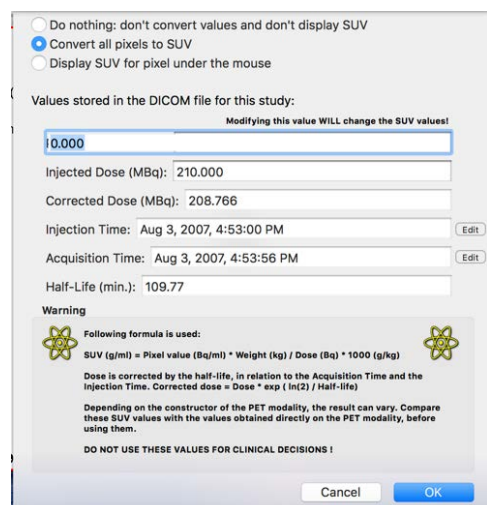 Do nothing: don't convert values and don't display SUV
Convert all pixels to SUV
Display SUV for pixel under the mouse
Values stored in the DICOM file for this study:
Modifying this value WILL change the SUV values!
0.000
Injected Dose (MBq): 210.000
Corrected Dose (MBq): 208.766
Injection Time: Aug 3, 2007, 4:53:00 PM Edit
Acquisition Time: Aug 3, 2007, 4:53:56 PM Edit
Half-Life (min.): 109.77
Warning
Following formula is used:
SUV (g/ml) = Pixel value (Bq/ml) * Weight (kg) / Dose (Bq) * 1000 (g/kg)
Dose is corrected by the half-life, in relation to the Acquisition Time and the
Injection Time. Corrected dose = Dose * exp ( ln(2) / Half-life)
Depending on the constructor of the PET modality, the result can vary. Compare
these SUV values with the values obtained directly on the PET modality, before
using them.
DO NOT USE THESE VALUES FOR CLINICAL DECISIONS !
Cancel OK